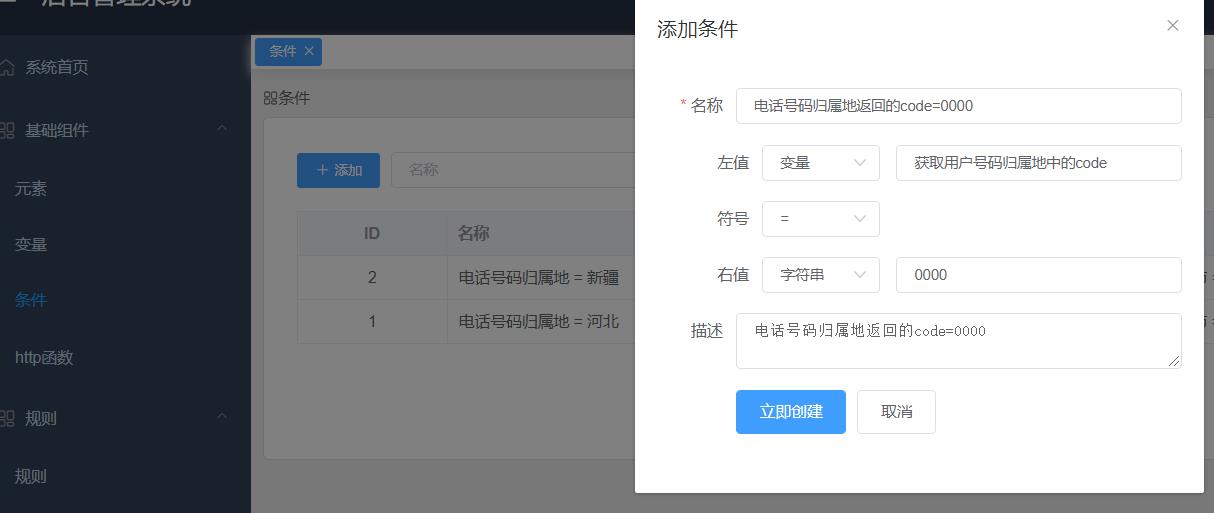 后台管理系统
添加条件
条件
系统首页
条件
* 名称 电话号码归属地返回的code=0000
基础组件
左值 变量 获取用户号码归属地中的code
添加 名称
元素
符号 =
ID 名称
变量
右值 字符串 0000
2 电话号码归属地 = 新疆
条件
1 电话号码归属地 = 河北
描述 电话号码归属地返回的code=0000
http函数
立即创建 取消
规则
规则